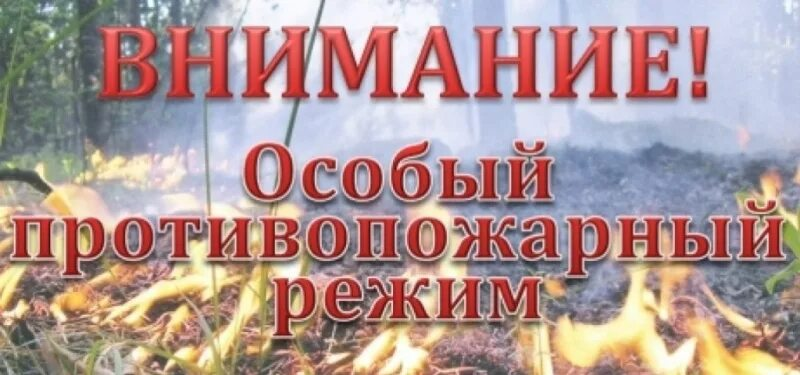 ВНИМАНИЕ!
Особый
противопожарный
режим